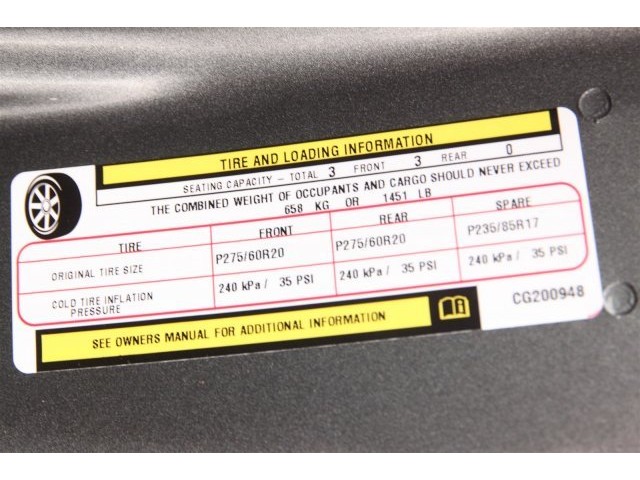 TIRE AND LOADING INFORMATION
SEATING CAPACITY - TOTAL 3 FRONT 3 REAR 0
THE COMBINED WEIGHT OF OCCUPANTS AND CARGO SHOULD NEVER EXCEED
658 KG OR 1451 LB
TIRE FRONT REAR SPARE
ORIGINAL TIRE SIZE P275/60R20 P275/60R20 P235/85R17
COLD TIRE INFLATION PRESSURE 240 kPa / 35 PSI 240 kPa / 35 PSI 240 kPa / 35 PSI
SEE OWNERS MANUAL FOR ADDITIONAL INFORMATION
CG200948